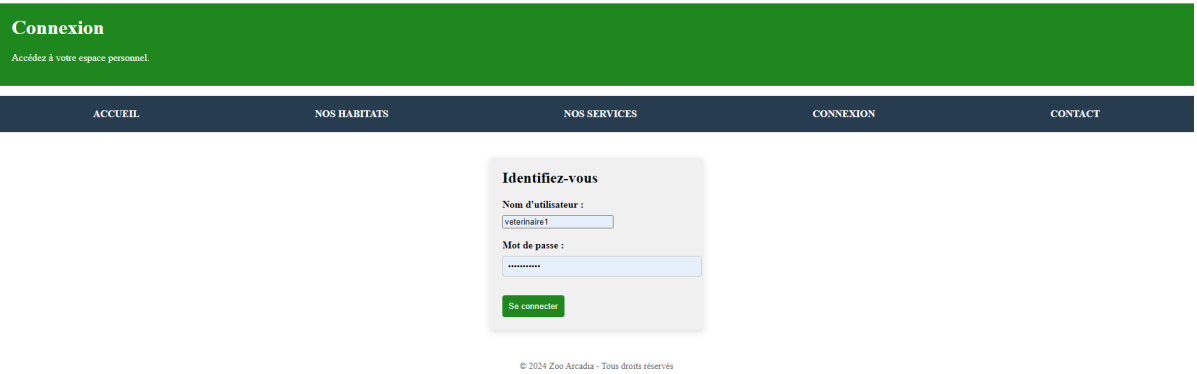 Connexion
Accédez à votre espace personnel.
ACCUEIL NOS HABITATS NOS SERVICES CONNEXION CONTACT
Identifiez-vous
Nom d'utilisateur :
veterinaire1
Mot de passe :
•••••••••••
Se connecter
© 2024 Zoo Arcadia - Tous droits réservés